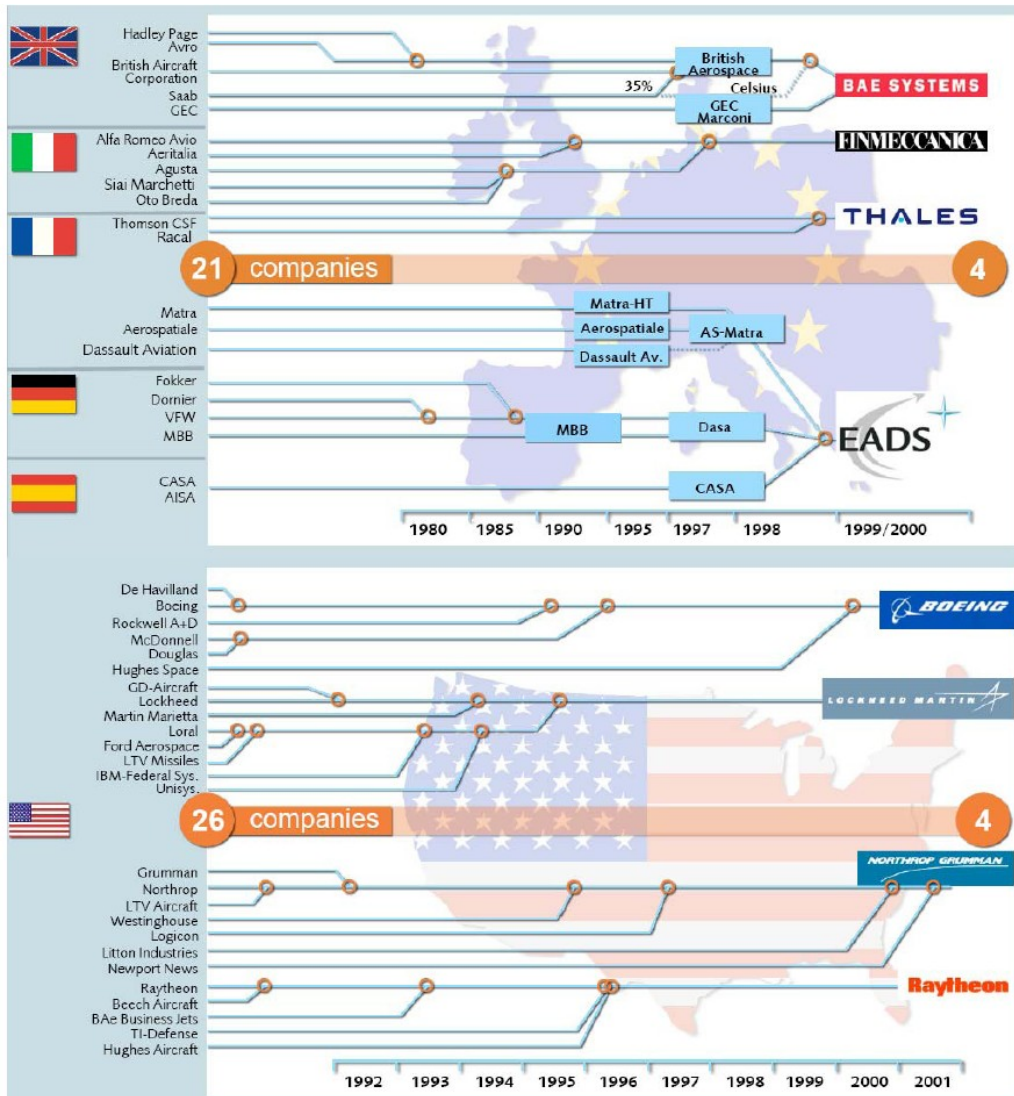 Hadley Page
Avro
British Aircraft
Corporation
Saab
GEC
35%
British
Aerospace
Celsius
GEC
Marconi
BAE SYSTEMS
Alfa Romeo Avio
Aeritalia
Agusta
Siai Marchetti
Oto Breda
FINMECCANICA
Thomson CSF
Racal
THALES
21 companies 4
Matra
Aerospatiale
Dassault Aviation
Matra-HT
Aerospatiale
AS-Matra
Dassault Av.
Fokker
Dornier
VFW
MBB
MBB
Dasa
EADS
CASA
AISA
CASA
1980 1985 1990 1995 1997 1998 1999/2000
De Havilland
Boeing
Rockwell A+D
McDonnell
Douglas
Hughes Space
BOEING
GD-Aircraft
Lockheed
Martin Marietta
Loral
Ford Aerospace
LTV Missiles
IBM-Federal Sys.
Unisys.
LOCKHEED MARTIN
26 companies 4
Grumman
Northrop
LTV Aircraft
Westinghouse
Logicon
Litton Industries
Newport News
NORTHROP GRUMMAN
Raytheon
Beech Aircraft
BAe Business Jets
TI-Defense
Hughes Aircraft
Raytheon
1992 1993 1994 1995 1996 1997 1998 1999 2000 2001